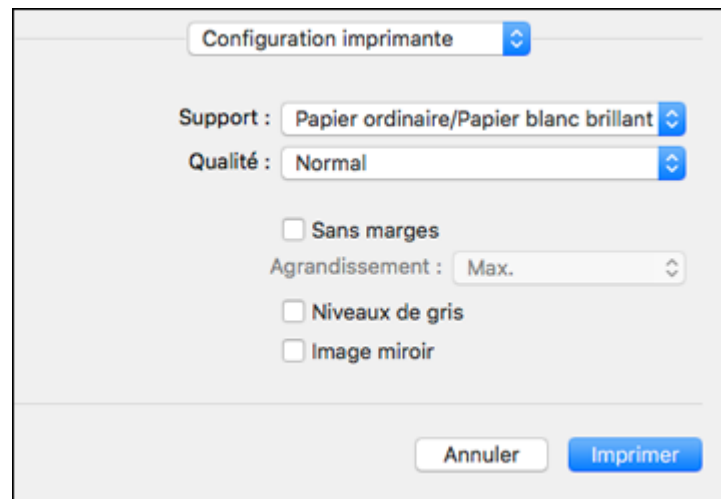 Configuration imprimante
Support : Papier ordinaire/Papier blanc brillant
Qualité : Normal
Sans marges
Agrandissement : Max.
Niveaux de gris
Image miroir
Annuler Imprimer